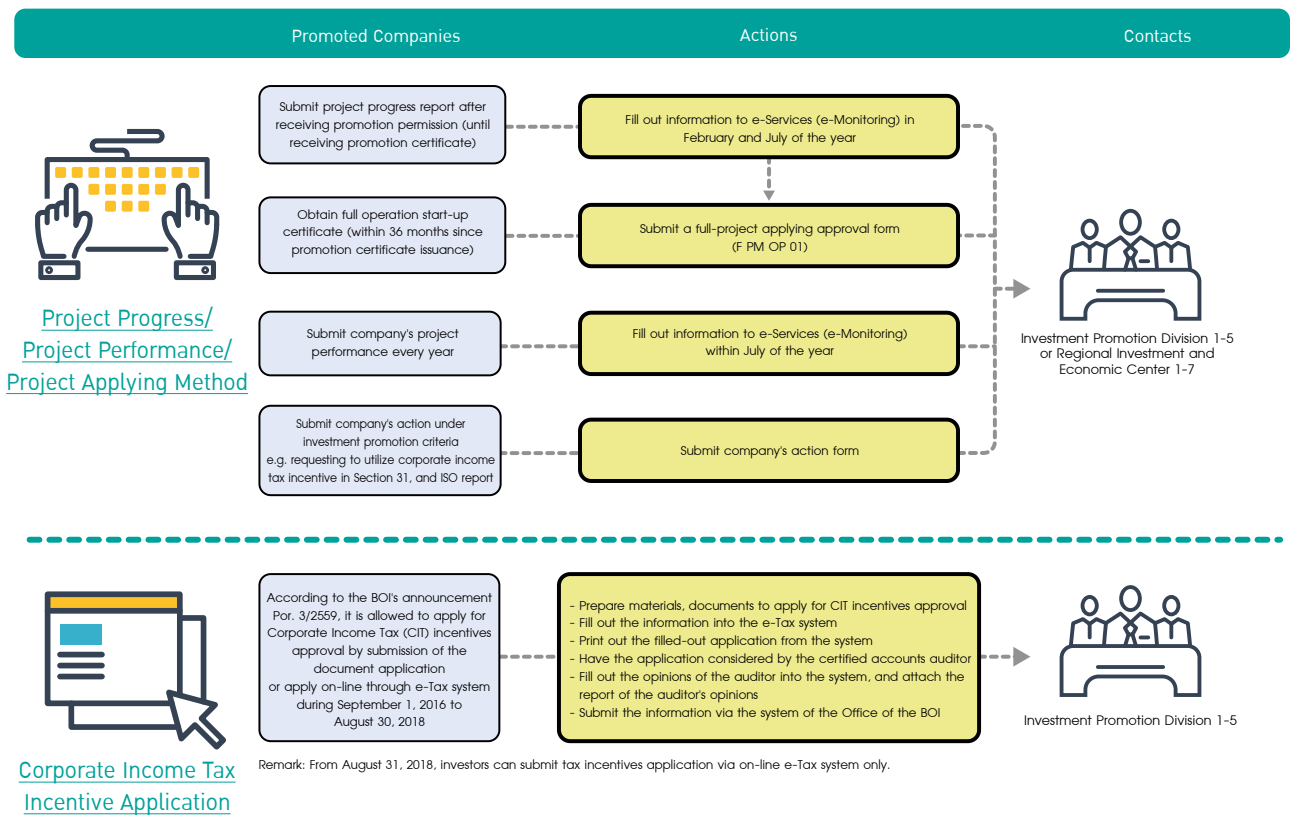 Promoted Companies
Actions
Contacts
Project Progress/
Project Performance/
Project Applying Method
Submit project progress report after
receiving promotion permission (until
receiving promotion certificate)
Fill out information to e-Services (e-Monitoring) in
February and July of the year
Obtain full operation start-up
certificate (within 36 months since
promotion certificate issuance)
Submit a full-project applying approval form
(F PM OP 01)
Submit company's project
performance every year
Fill out information to e-Services (e-Monitoring)
within July of the year
Submit company's action under
investment promotion criteria
e.g. requesting to utilize corporate income
tax incentive in Section 31, and ISO report
Submit company's action form
Investment Promotion Division 1-5
or Regional Investment and
Economic Center 1-7
Corporate Income Tax
Incentive Application
According to the BOI's announcement
Por. 3/2559, it is allowed to apply for
Corporate Income Tax (CIT) incentives
approval by submission of the
document application
or apply on-line through e-Tax system
during September 1, 2016 to
August 30, 2018
- Prepare materials, documents to apply for CIT incentives approval
- Fill out the information into the e-Tax system
- Print out the filled-out application from the system
- Have the application considered by the certified accounts auditor
- Fill out the opinions of the auditor into the system, and attach the
report of the auditor's opinions
- Submit the information via the system of the Office of the BOI
Investment Promotion Division 1-5
Remark: From August 31, 2018, investors can submit tax incentives application via on-line e-Tax system only.